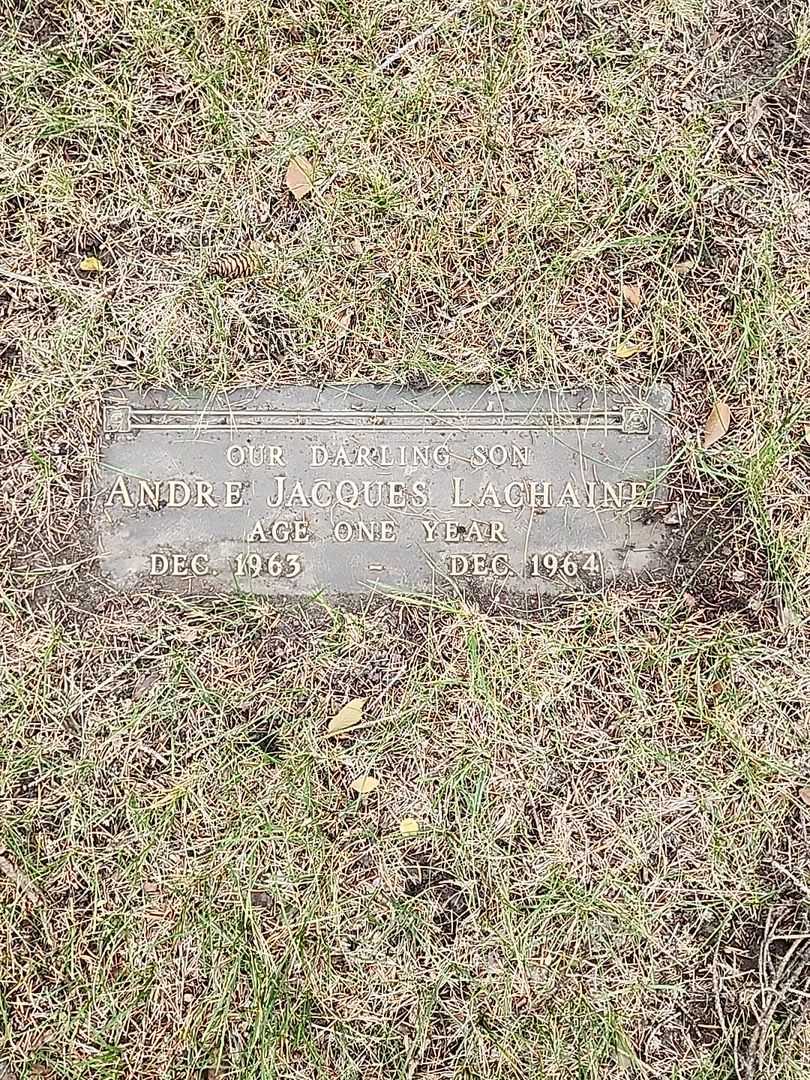 OUR DARLING SON
ANDRE JACQUES LACHAINE
AGE ONE YEAR
DEC. 1963 - DEC. 1964